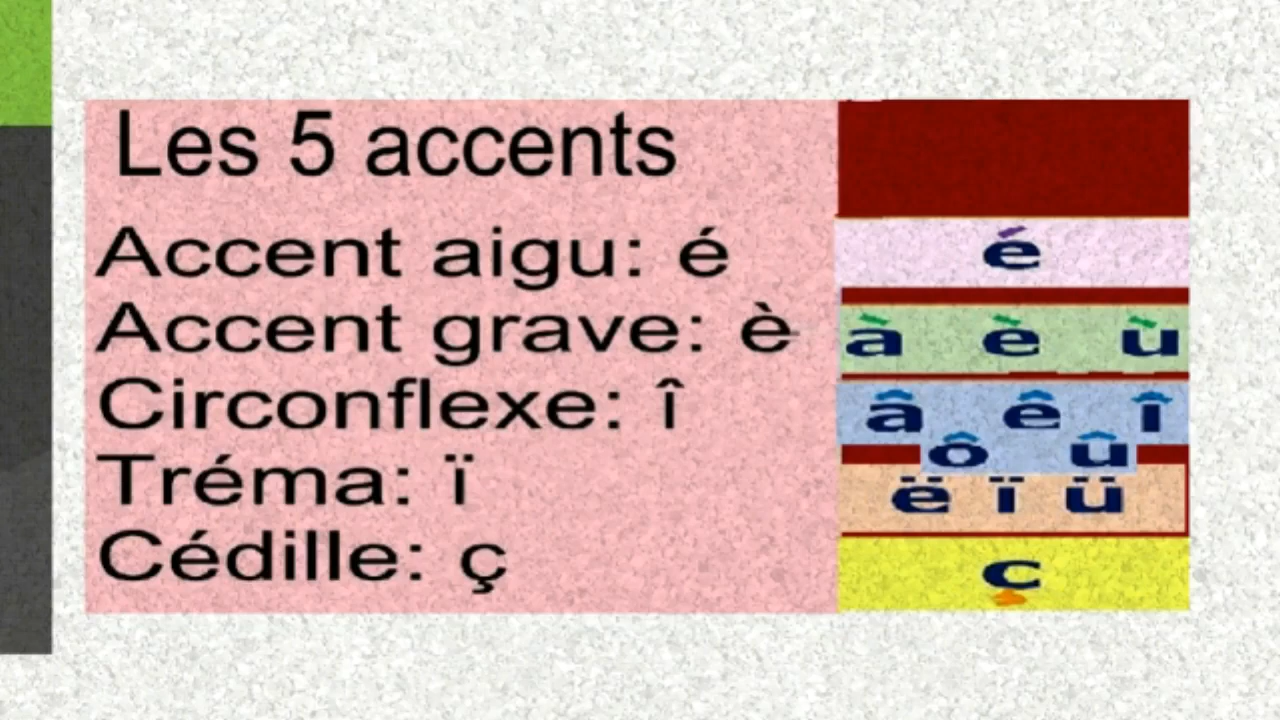 Les 5 accents
Accent aigu: é
Accent grave: è
Circonflexe: î
Tréma: ï
Cédille: ç
é
à è ù
â ê î
ô û
ë ï ü
ç